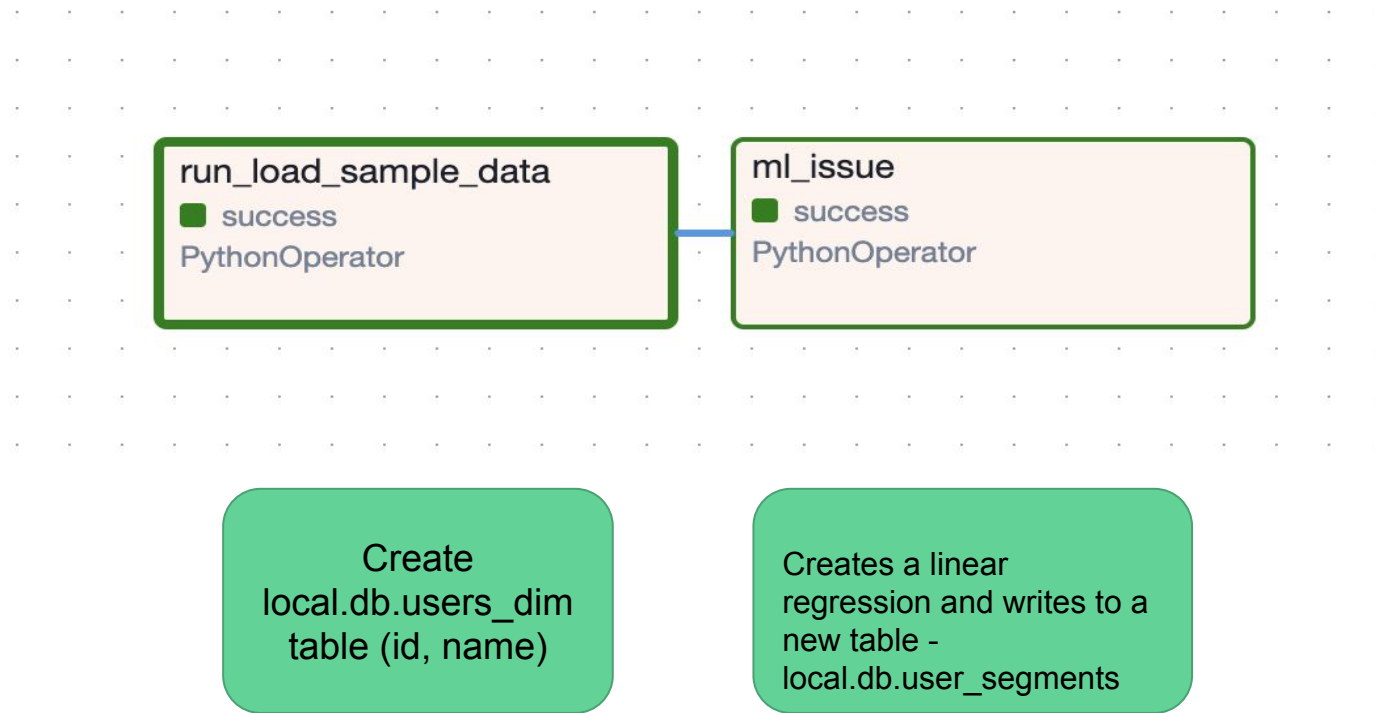 run_load_sample_data
success
PythonOperator
ml_issue
success
PythonOperator
Create
local.db.users_dim
table (id, name)
Creates a linear
regression and writes to a
new table -
local.db.user_segments